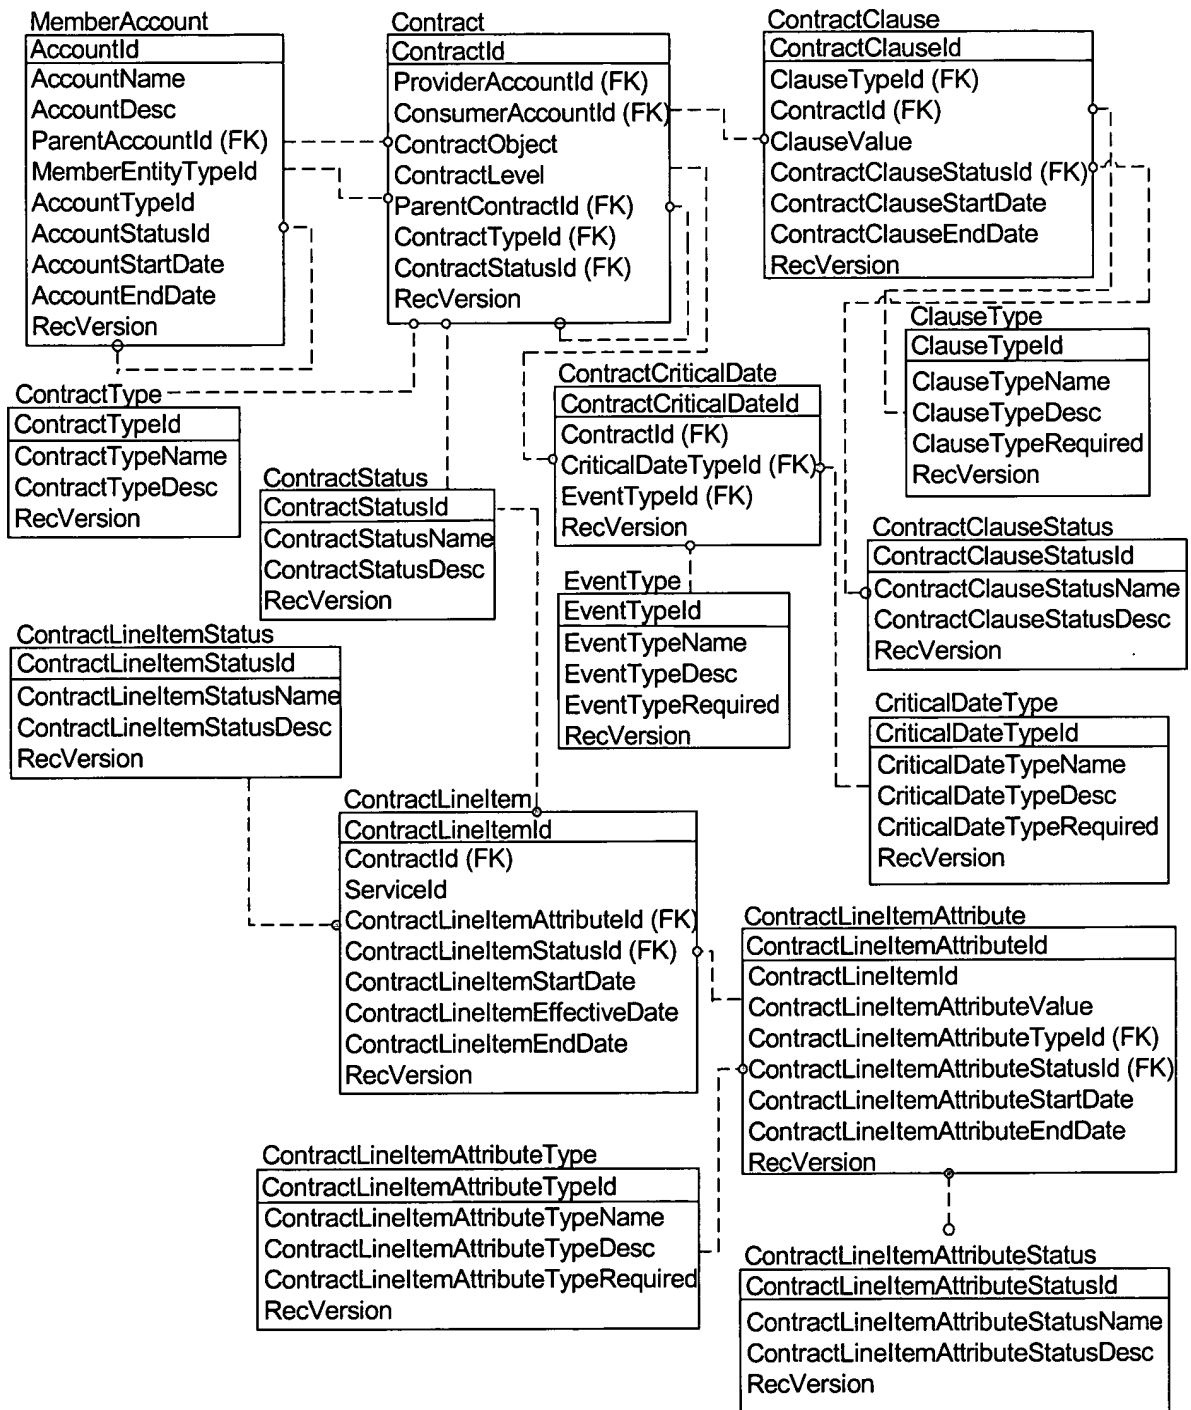 MemberAccount
AccountId
AccountName
AccountDesc
ParentAccountId (FK)
MemberEntityTypeId
AccountTypeId
AccountStatusId
AccountStartDate
AccountEndDate
RecVersion
Contract
ContractId
ProviderAccountId (FK)
ConsumerAccountId (FK)
ContractObject
ContractLevel
ParentContractId (FK)
ContractTypeId (FK)
ContractStatusId (FK)
RecVersion
ContractClause
ContractClauseId
ClauseTypeId (FK)
ContractId (FK)
ClauseValue
ContractClauseStatusId (FK)
ContractClauseStartDate
ContractClauseEndDate
RecVersion
ClauseType
ClauseTypeId
ClauseTypeName
ClauseTypeDesc
ClauseTypeRequired
RecVersion
ContractType
ContractTypeId
ContractTypeName
ContractTypeDesc
RecVersion
ContractStatus
ContractStatusId
ContractStatusName
ContractStatusDesc
RecVersion
ContractCriticalDate
ContractCriticalDateId
ContractId (FK)
CriticalDateTypeId (FK)
EventTypeId (FK)
RecVersion
ContractClauseStatus
ContractClauseStatusId
ContractClauseStatusName
ContractClauseStatusDesc
RecVersion
EventType
EventTypeId
EventTypeName
EventTypeDesc
EventTypeRequired
RecVersion
ContractLineItemStatus
ContractLineItemStatusId
ContractLineItemStatusName
ContractLineItemStatusDesc
RecVersion
CriticalDateType
CriticalDateTypeId
CriticalDateTypeName
CriticalDateTypeDesc
CriticalDateTypeRequired
RecVersion
ContractLineItem
ContractLineItemId
ContractId (FK)
ServiceId
ContractLineItemAttributeId (FK)
ContractLineItemStatusId (FK)
ContractLineItemStartDate
ContractLineItemEffectiveDate
ContractLineItemEndDate
RecVersion
ContractLineItemAttribute
ContractLineItemAttributeId
ContractLineItemId
ContractLineItemAttributeValue
ContractLineItemAttributeTypeId (FK)
ContractLineItemAttributeStatusId (FK)
ContractLineItemAttributeStartDate
ContractLineItemAttributeEndDate
RecVersion
ContractLineItemAttributeType
ContractLineItemAttributeTypeId
ContractLineItemAttributeTypeName
ContractLineItemAttributeTypeDesc
ContractLineItemAttributeTypeRequired
RecVersion
ContractLineItemAttributeStatus
ContractLineItemAttributeStatusId
ContractLineItemAttributeStatusName
ContractLineItemAttributeStatusDesc
RecVersion